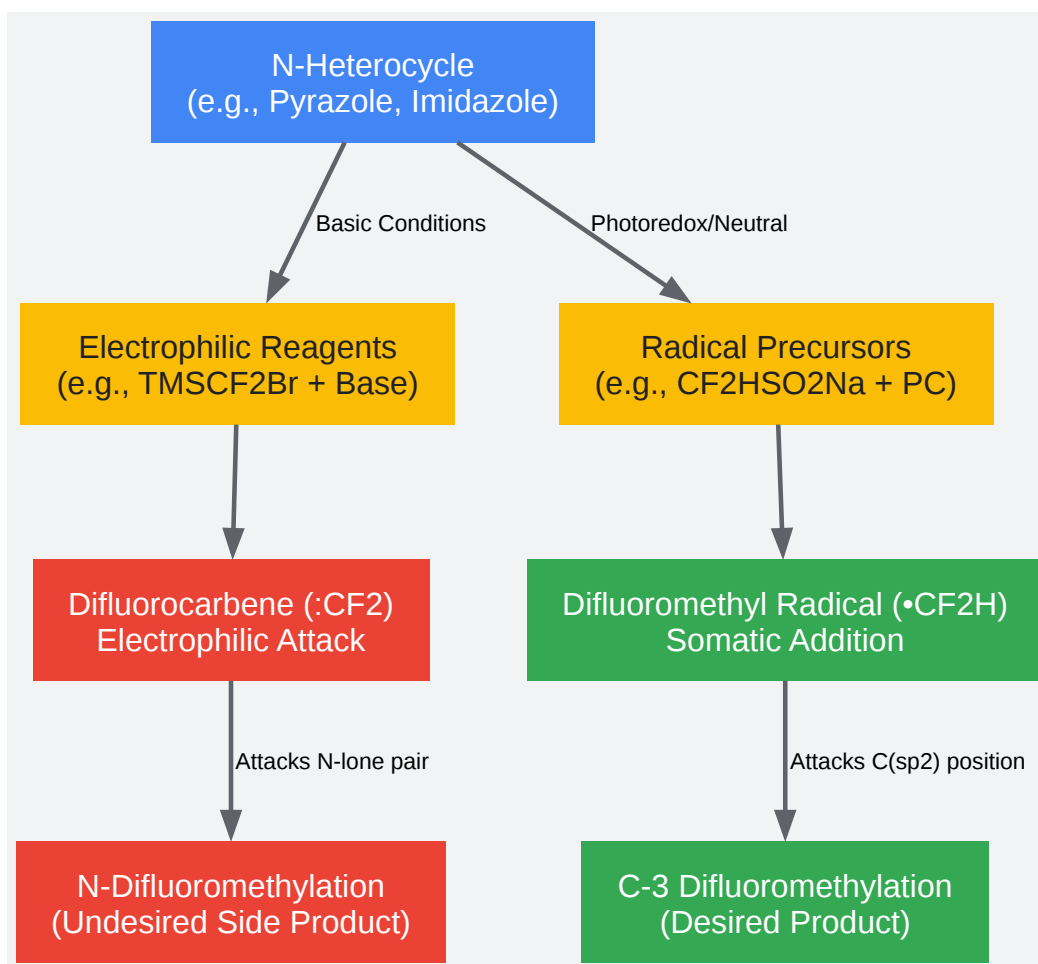 N-Heterocycle
(e.g., Pyrazole, Imidazole)
Basic Conditions
Photoredox/Neutral
Electrophilic Reagents
(e.g., TMSCF2Br + Base)
Radical Precursors
(e.g., CF2HSO2Na + PC)
Difluorocarbene (:CF2)
Electrophilic Attack
Difluoromethyl Radical (•CF2H)
Somatic Addition
Attacks N-lone pair
Attacks C(sp2) position
N-Difluoromethylation
(Undesired Side Product)
C-3 Difluoromethylation
(Desired Product)